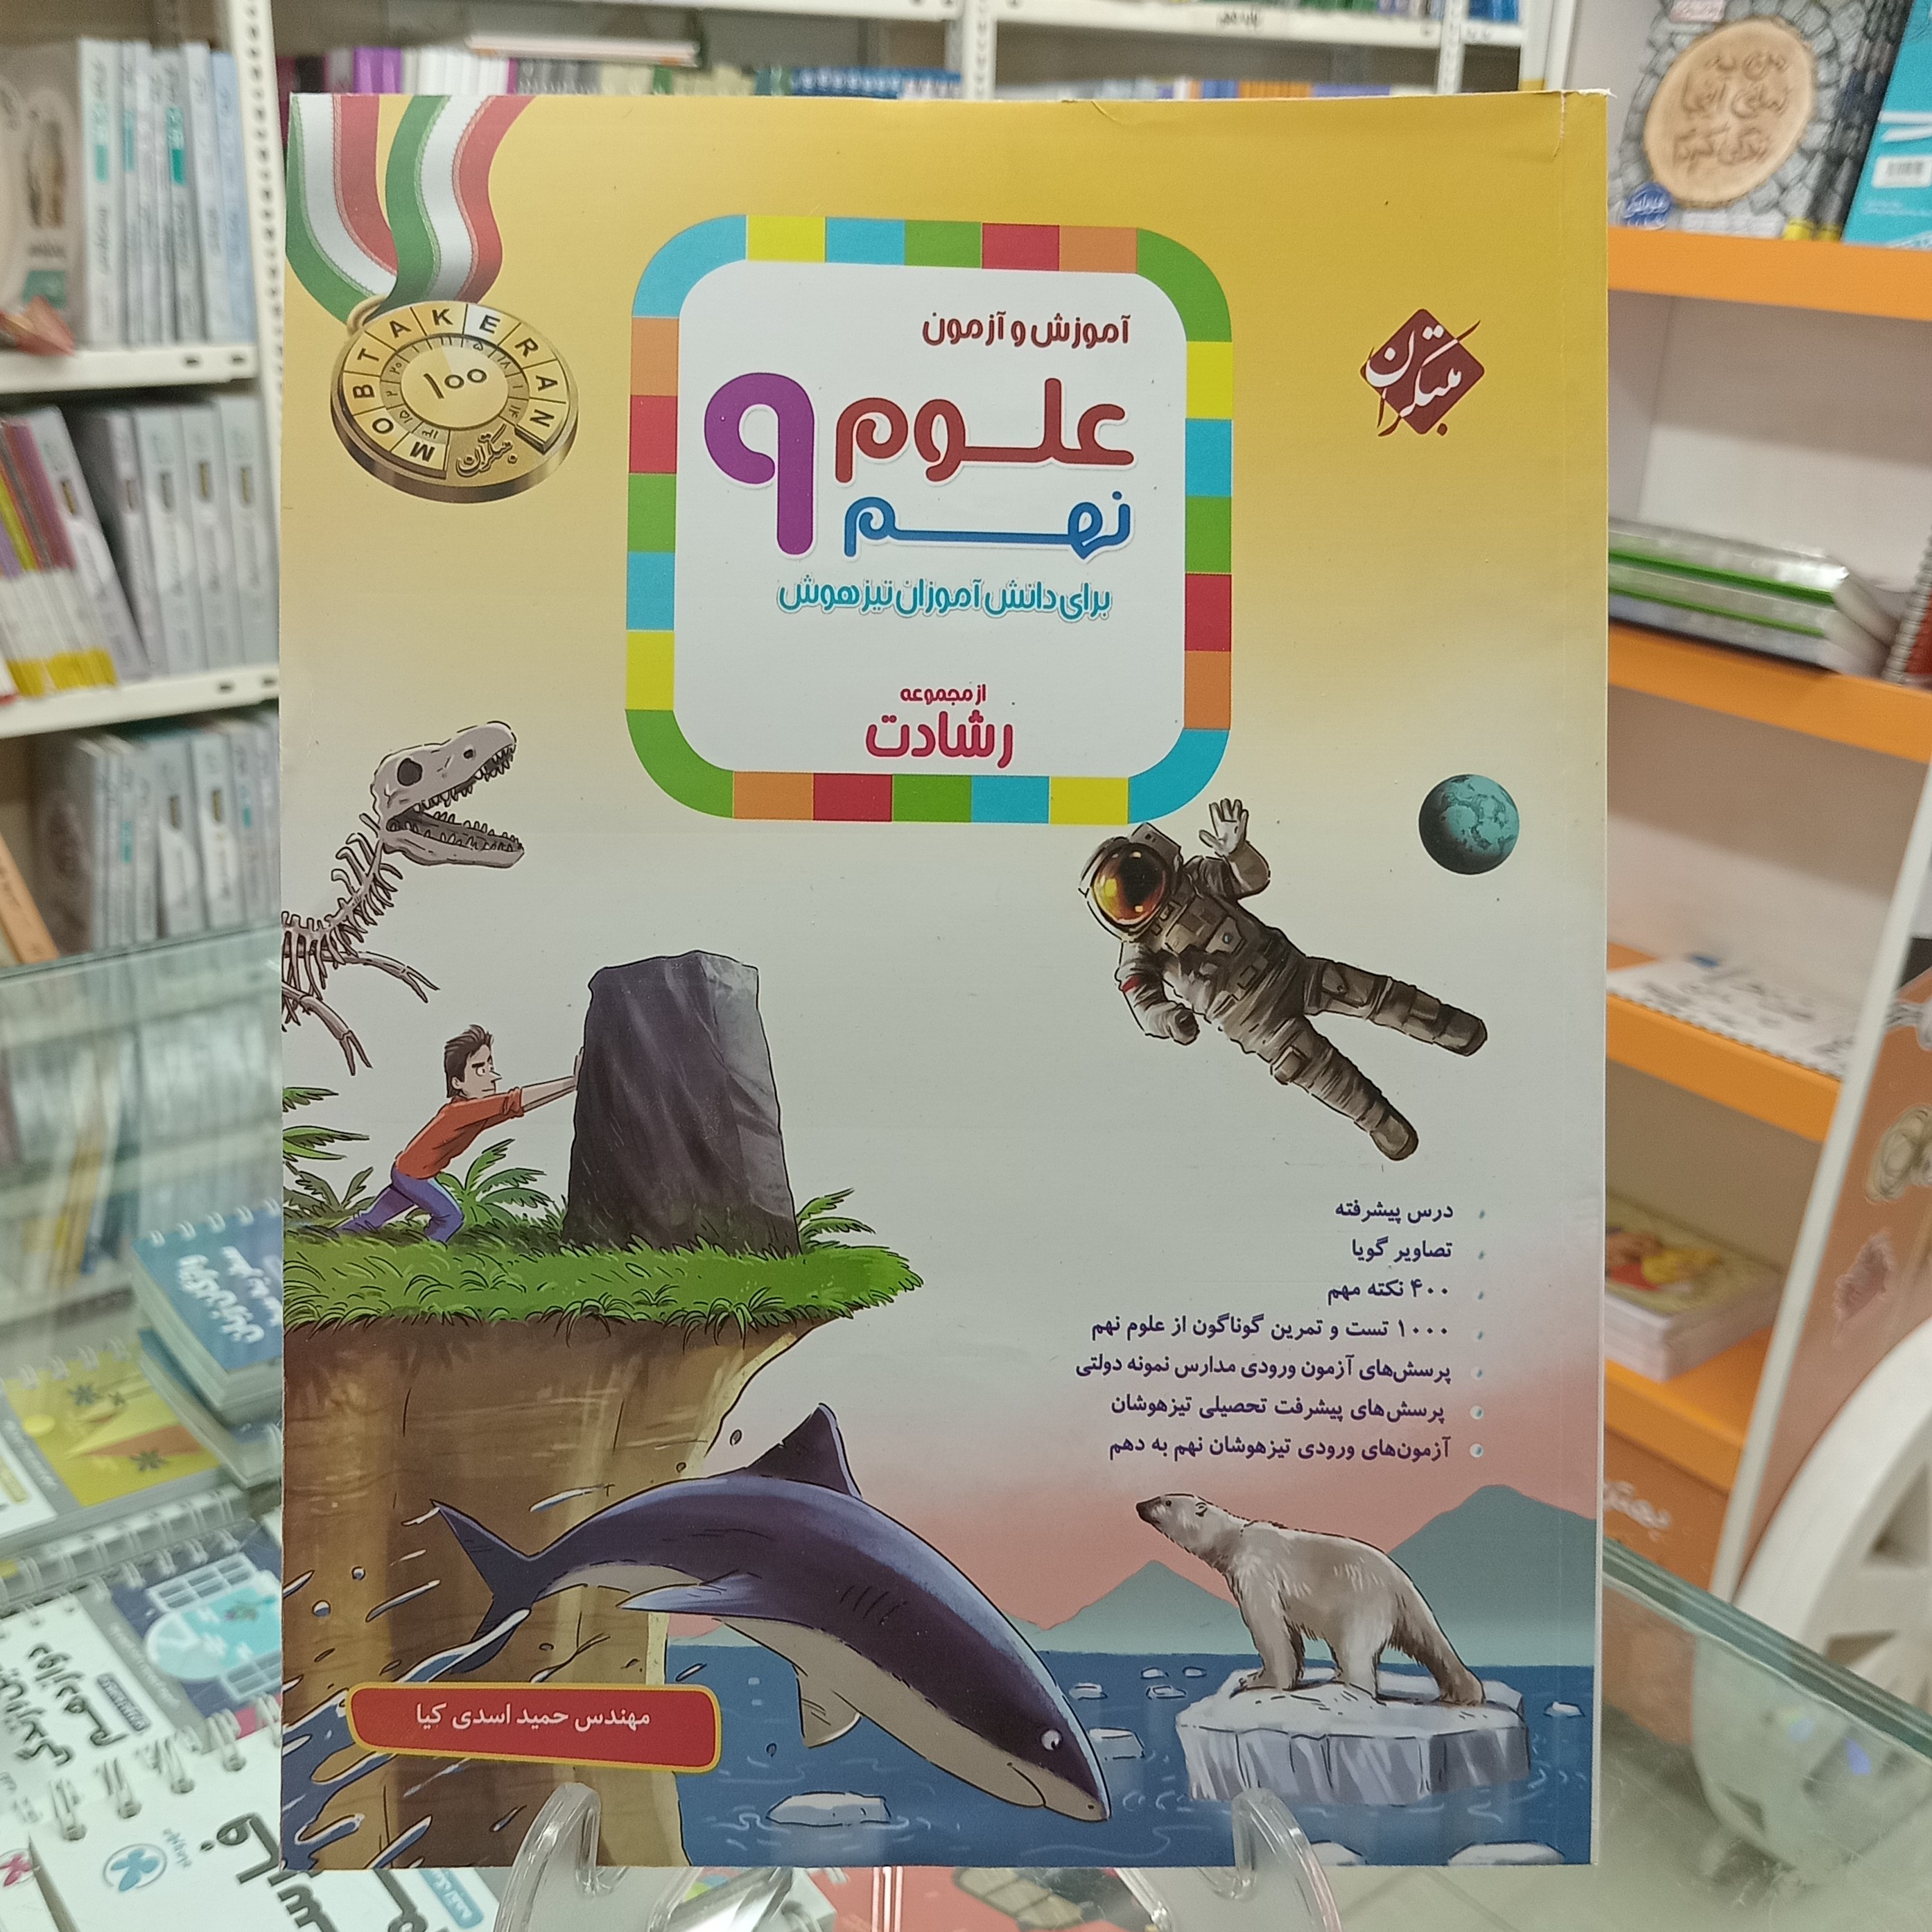 MOBTAKERAN
۱۰۰
مبتکران
مبتکران
آموزش و آزمون
علوم ۹
نهم
برای دانش‌آموزان تیزهوش
از مجموعه
رشادت
درس پیشرفته
تصاویر گویا
۴۰۰ نکته مهم
۱۰۰۰ تست و تمرین گوناگون از علوم نهم
پرسش‌های آزمون ورودی مدارس نمونه دولتی
پرسش‌های پیشرفت تحصیلی تیزهوشان
آزمون‌های ورودی تیزهوشان نهم به دهم
مهندس حمید اسدی کیا
دوازدهم